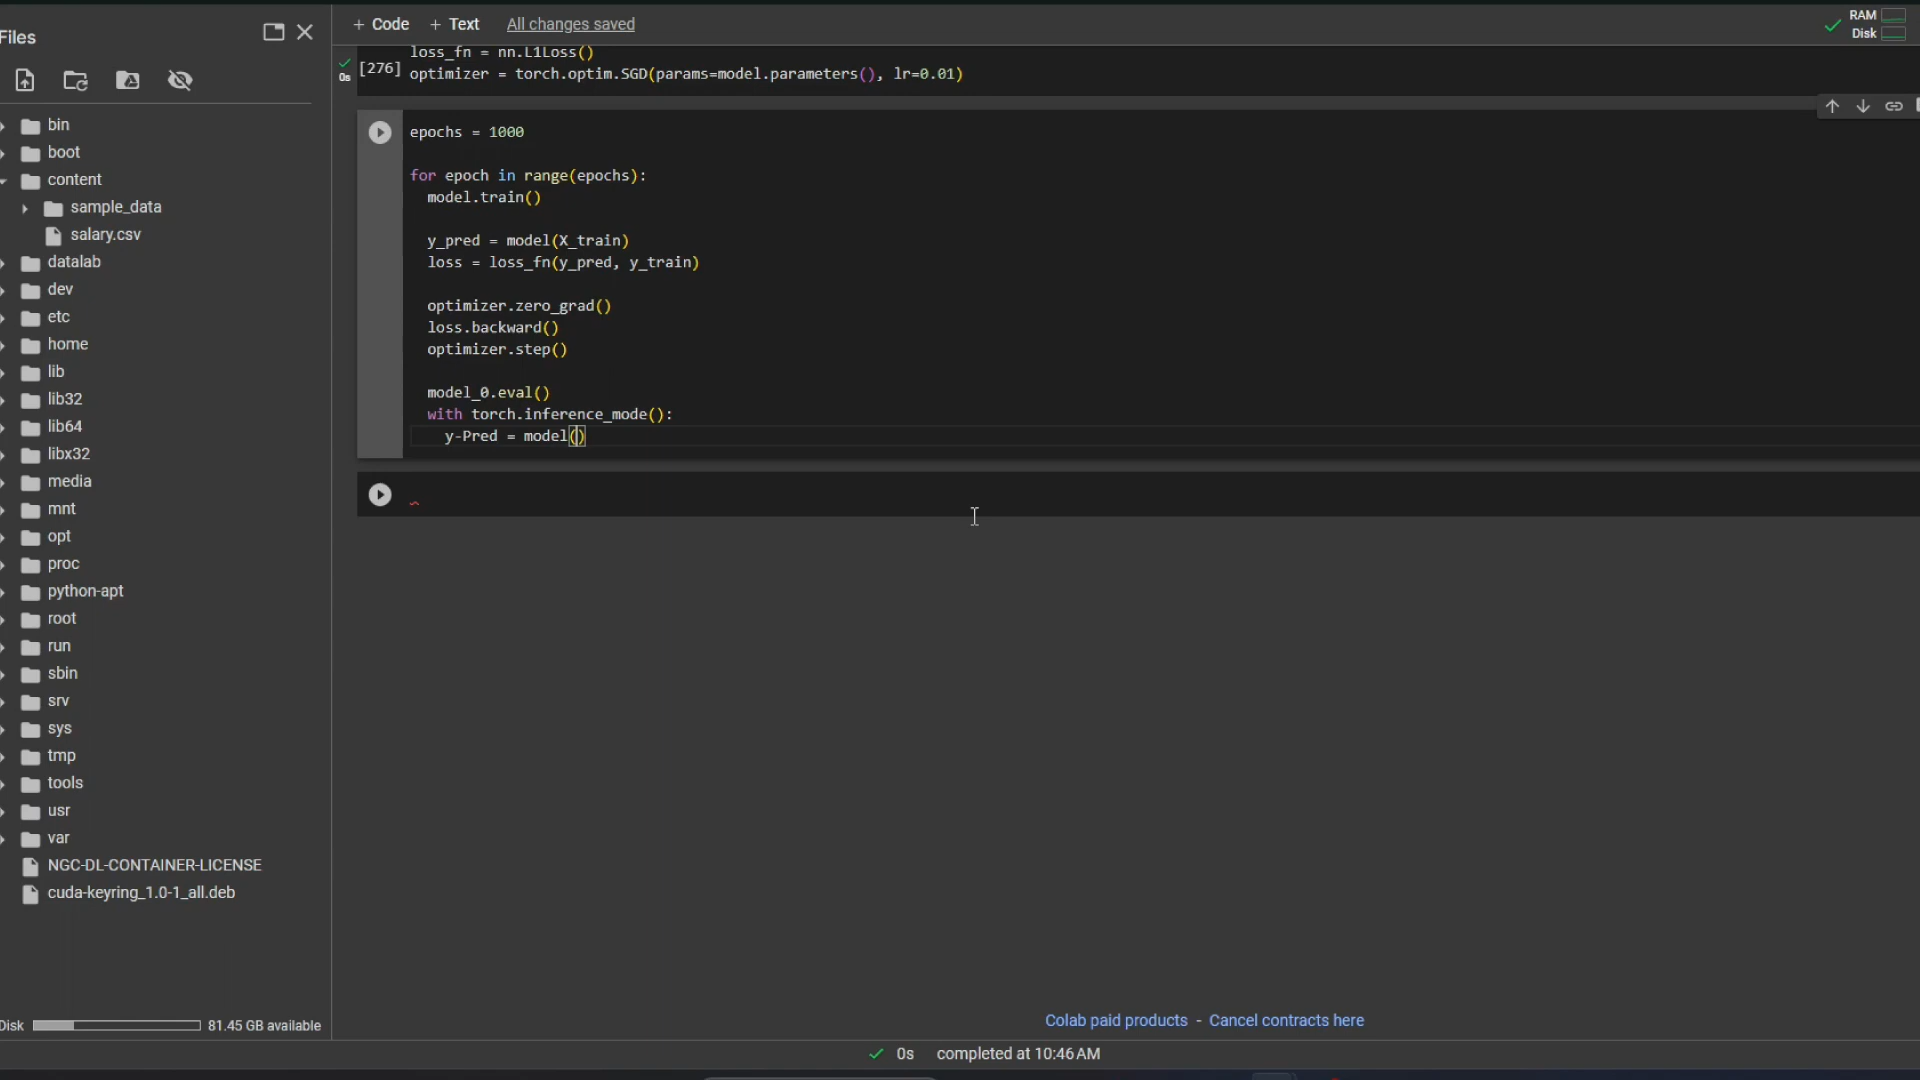 Files
+ Code + Text All changes saved
RAM
Disk
bin
boot
content
sample_data
salary.csv
datalab
dev
etc
home
lib
lib32
lib64
libx32
media
mnt
opt
proc
python-apt
root
run
sbin
srv
sys
tmp
tools
usr
var
NGC-DL-CONTAINER-LICENSE
cuda-keyring_1.0-1_all.deb
Disk 81.45 GB available
loss_fn = nn.L1Loss()
0s [276] optimizer = torch.optim.SGD(params=model.parameters(), lr=0.01)
epochs = 1000
for epoch in range(epochs):
model.train()
y_pred = model(X_train)
loss = loss_fn(y_pred, y_train)
optimizer.zero_grad()
loss.backward()
optimizer.step()
model_0.eval()
with torch.inference_mode():
y-Pred = model()
Colab paid products - Cancel contracts here
0s completed at 10:46 AM